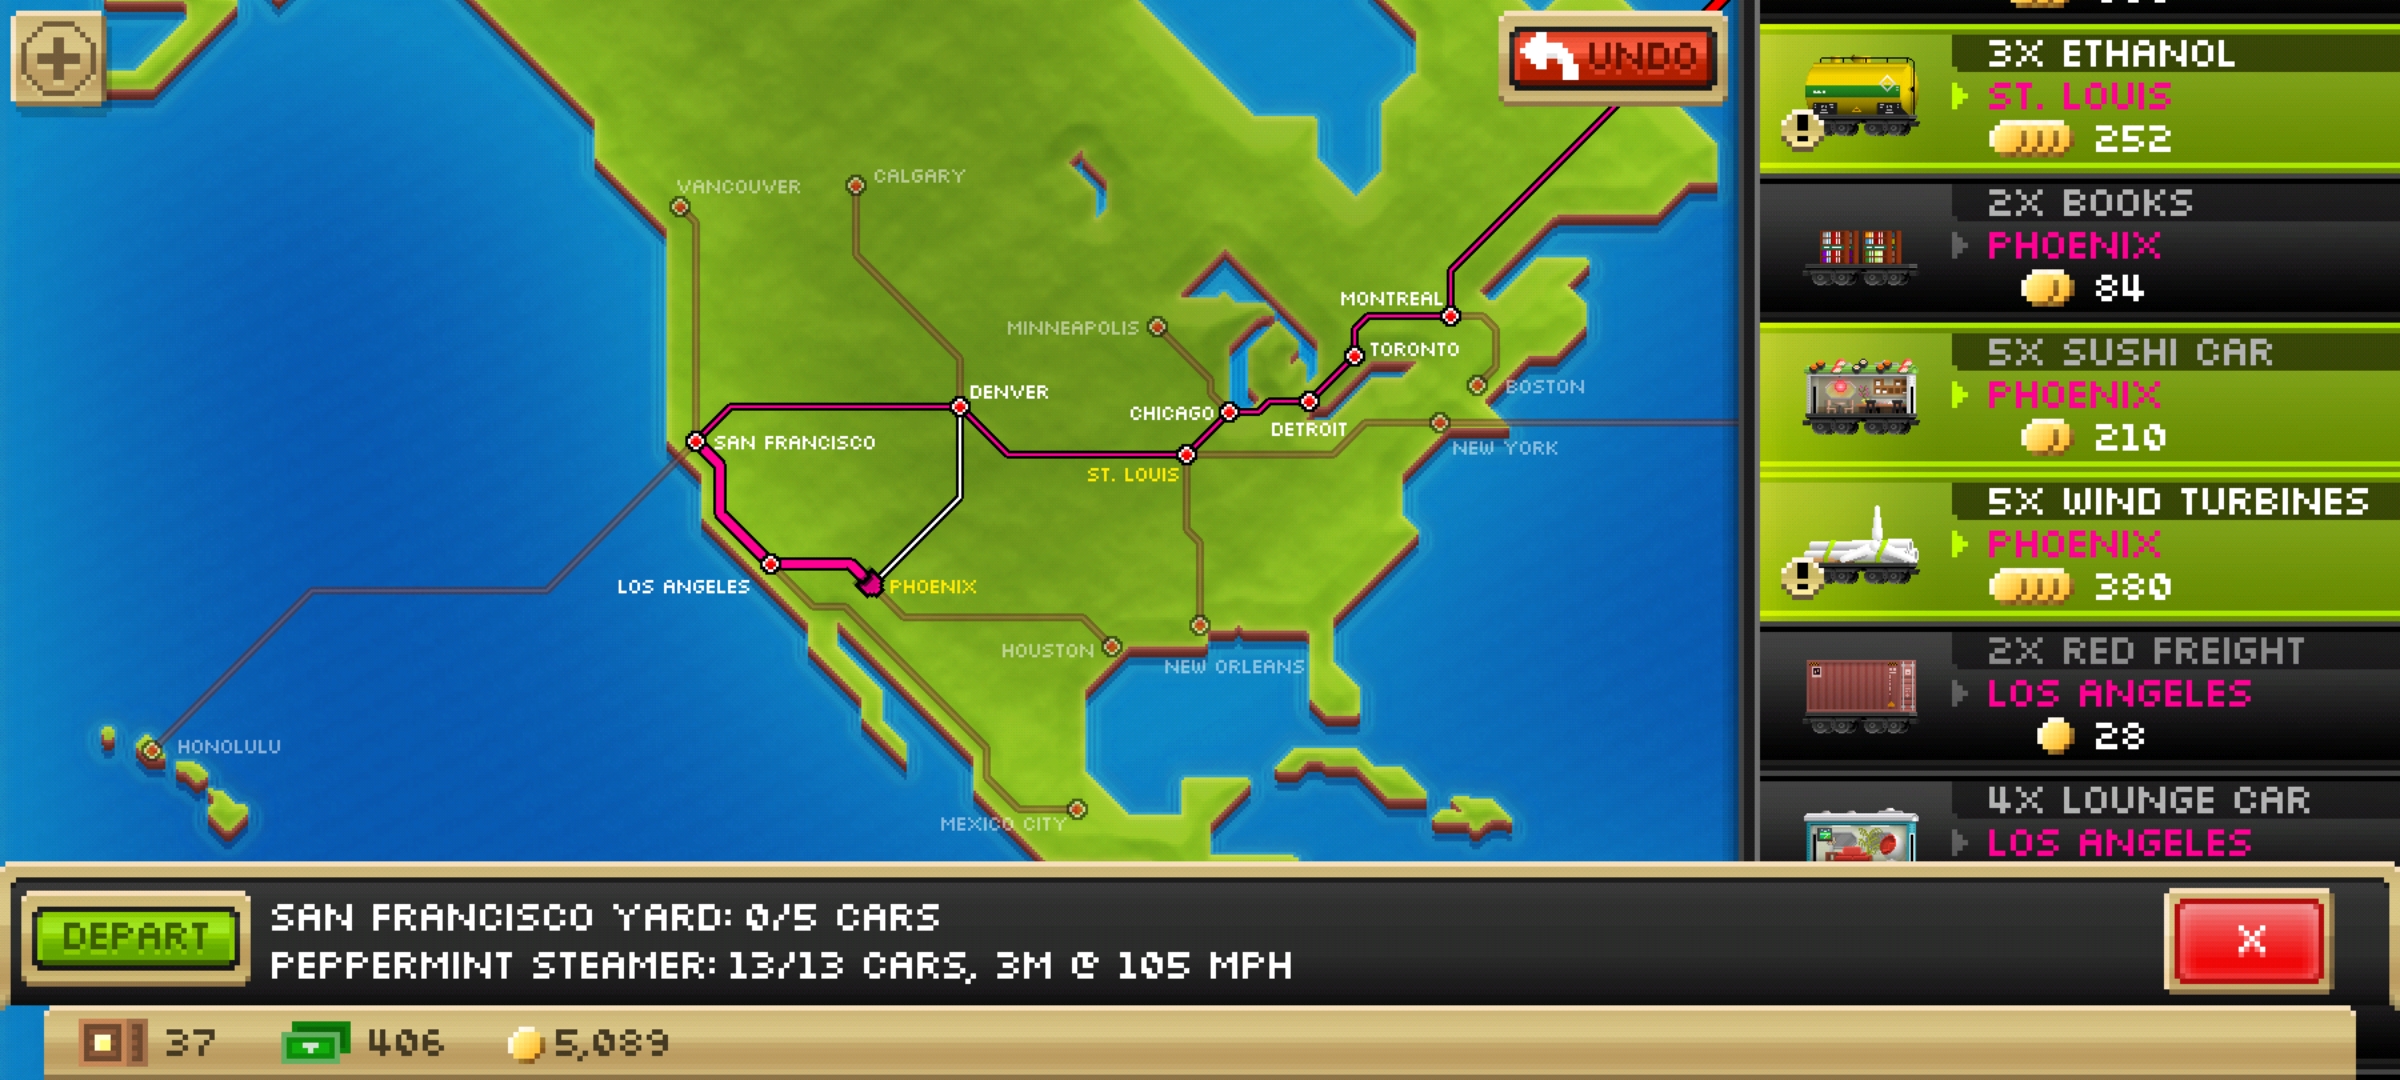 UNDO
VANCOUVER
CALGARY
MINNEAPOLIS
MONTREAL
TORONTO
BOSTON
DENVER
CHICAGO
DETROIT
NEW YORK
SAN FRANCISCO
ST. LOUIS
LOS ANGELES
PHOENIX
HOUSTON
NEW ORLEANS
HONOLULU
MEXICO CITY
3X ETHANOL
ST. LOUIS
252
2X BOOKS
PHOENIX
84
5X SUSHI CAR
PHOENIX
210
5X WIND TURBINES
PHOENIX
380
2X RED FREIGHT
LOS ANGELES
28
4X LOUNGE CAR
LOS ANGELES
DEPART
SAN FRANCISCO YARD: 0/5 CARS
PEPPERMINT STEAMER: 13/13 CARS, 3M @ 105 MPH
X
37
406
5,089